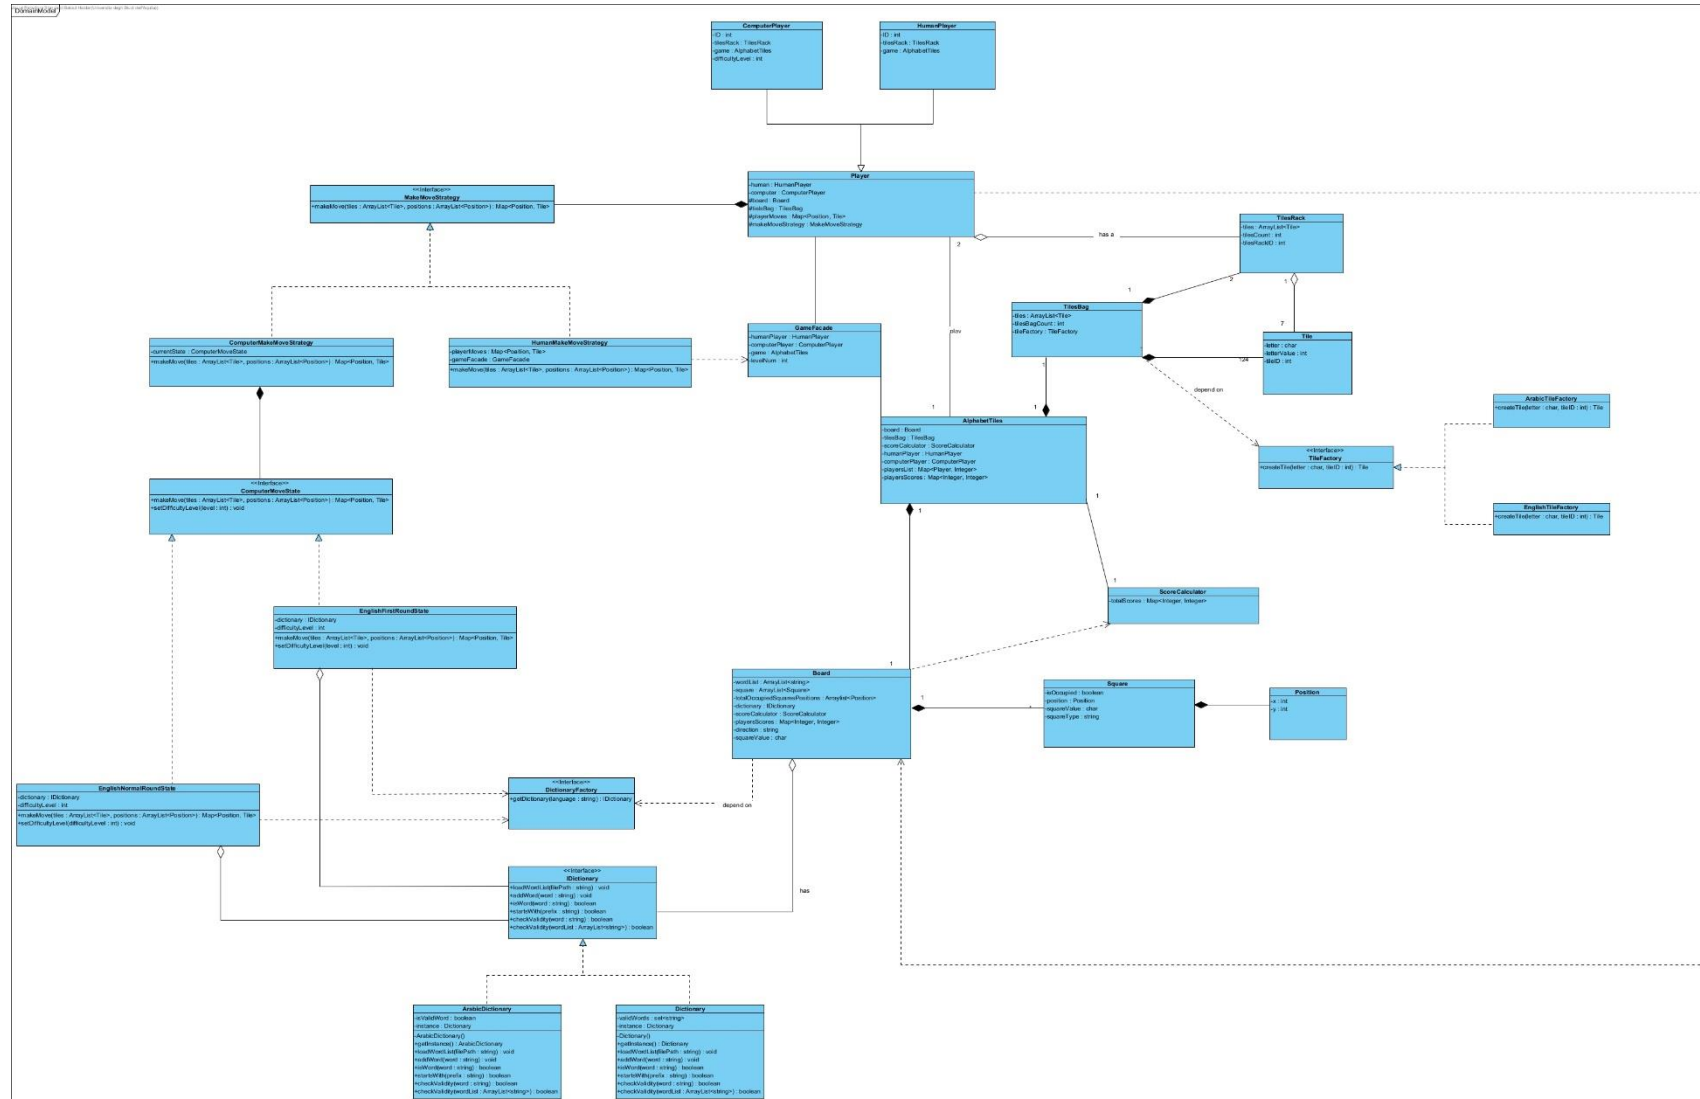 DomainModel
ComputerPlayer
-ID : int
-tilesRack : TilesRack
-game : AlphabetTiles
-difficultyLevel : int
HumanPlayer
-ID : int
-tilesRack : TilesRack
-game : AlphabetTiles
Player
-human : HumanPlayer
-computer : ComputerPlayer
#board : Board
TilesBag
#playerMoves : Map<Position, Tile>
#makeMoveStrategy : MakeMoveStrategy
<<Interface>>
MakeMoveStrategy
+makeMove(tiles : ArrayList<Tile>, positions : ArrayList<Position>) : Map<Position, Tile>
has a
2
TilesRack
-tiles : ArrayList<Tile>
-tilesCount : int
-tilesRackID : int
1
2
1
7
TilesBag
-tiles : ArrayList<Tile>
-tilesBagCount : int
-tileFactory : TileFactory
Tile
-letter : char
-letterValue : int
-tileID : int
124
1
play
depend on
GameFacade
-humanPlayer : HumanPlayer
-computerPlayer : ComputerPlayer
-game : AlphabetTiles
-levelNum : int
ComputerMakeMoveStrategy
-currentState : ComputerMoveState
+makeMove(tiles : ArrayList<Tile>, positions : ArrayList<Position>) : Map<Position, Tile>
HumanMakeMoveStrategy
-playerMoves : Map<Position, Tile>
-gameFacade : GameFacade
+makeMove(tiles : ArrayList<Tile>, positions : ArrayList<Position>) : Map<Position, Tile>
1
1
AlphabetTiles
-board : Board
-tilesBag : TilesBag
-scoreCalculator : ScoreCalculator
-humanPlayer : HumanPlayer
-computerPlayer : ComputerPlayer
-playersList : Map<Player, Integer>
-playersScores : Map<Integer, Integer>
1
1
ArabicTileFactory
+createTile(letter : char, tileID : int) : Tile
<<Interface>>
TileFactory
+createTile(letter : char, tileID : int) : Tile
EnglishTileFactory
+createTile(letter : char, tileID : int) : Tile
<<Interface>>
ComputerMoveState
+makeMove(tiles : ArrayList<Tile>, positions : ArrayList<Position>) : Map<Position, Tile>
+setDifficultyLevel(level : int) : void
1
ScoreCalculator
-totalScores : Map<Integer, Integer>
EnglishFirstRoundState
-dictionary : IDictionary
-difficultyLevel : int
+makeMove(tiles : ArrayList<Tile>, positions : ArrayList<Position>) : Map<Position, Tile>
+setDifficultyLevel(level : int) : void
1
Board
-wordList : ArrayList<string>
-square : ArrayList<Square>
-totalOccupiedSquaresPositions : Arraylist<Position>
-dictionary : IDictionary
-scoreCalculator : ScoreCalculator
-playersScores : Map<Integer, Integer>
-direction : string
-squareValue : char
1
Square
-isOccupied : boolean
-position : Position
-squareValue : char
-squareType : string
Position
-x : int
-y : int
EnglishNormalRoundState
-dictionary : IDictionary
-difficultyLevel : int
+makeMove(tiles : ArrayList<Tile>, positions : ArrayList<Position>) : Map<Position, Tile>
+setDifficultyLevel(difficultyLevel : int) : void
<<Interface>>
DictionaryFactory
+getDictionary(language : string) : IDictionary
depend on
<<Interface>>
IDictionary
+loadWordList(filePath : string) : void
+addWord(word : string) : void
+isWord(word : string) : boolean
+startsWith(prefix : string) : boolean
+checkValidity(word : string) : boolean
+checkValidity(wordList : ArrayList<string>) : boolean
has
ArabicDictionary
-isValidWord : boolean
-instance : Dictionary
-ArabicDictionary()
+getInstance() : ArabicDictionary
+loadWordList(filePath : string) : void
+addWord(word : string) : void
+isWord(word : string) : boolean
+startsWith(prefix : string) : boolean
+checkValidity(word : string) : boolean
+checkValidity(wordList : ArrayList<string>) : boolean
Dictionary
-validWords : set<string>
-instance : Dictionary
-Dictionary()
+getInstance() : Dictionary
+loadWordList(filePath : string) : void
+addWord(word : string) : void
+isWord(word : string) : boolean
+startsWith(prefix : string) : boolean
+checkValidity(word : string) : boolean
+checkValidity(wordList : ArrayList<string>) : boolean